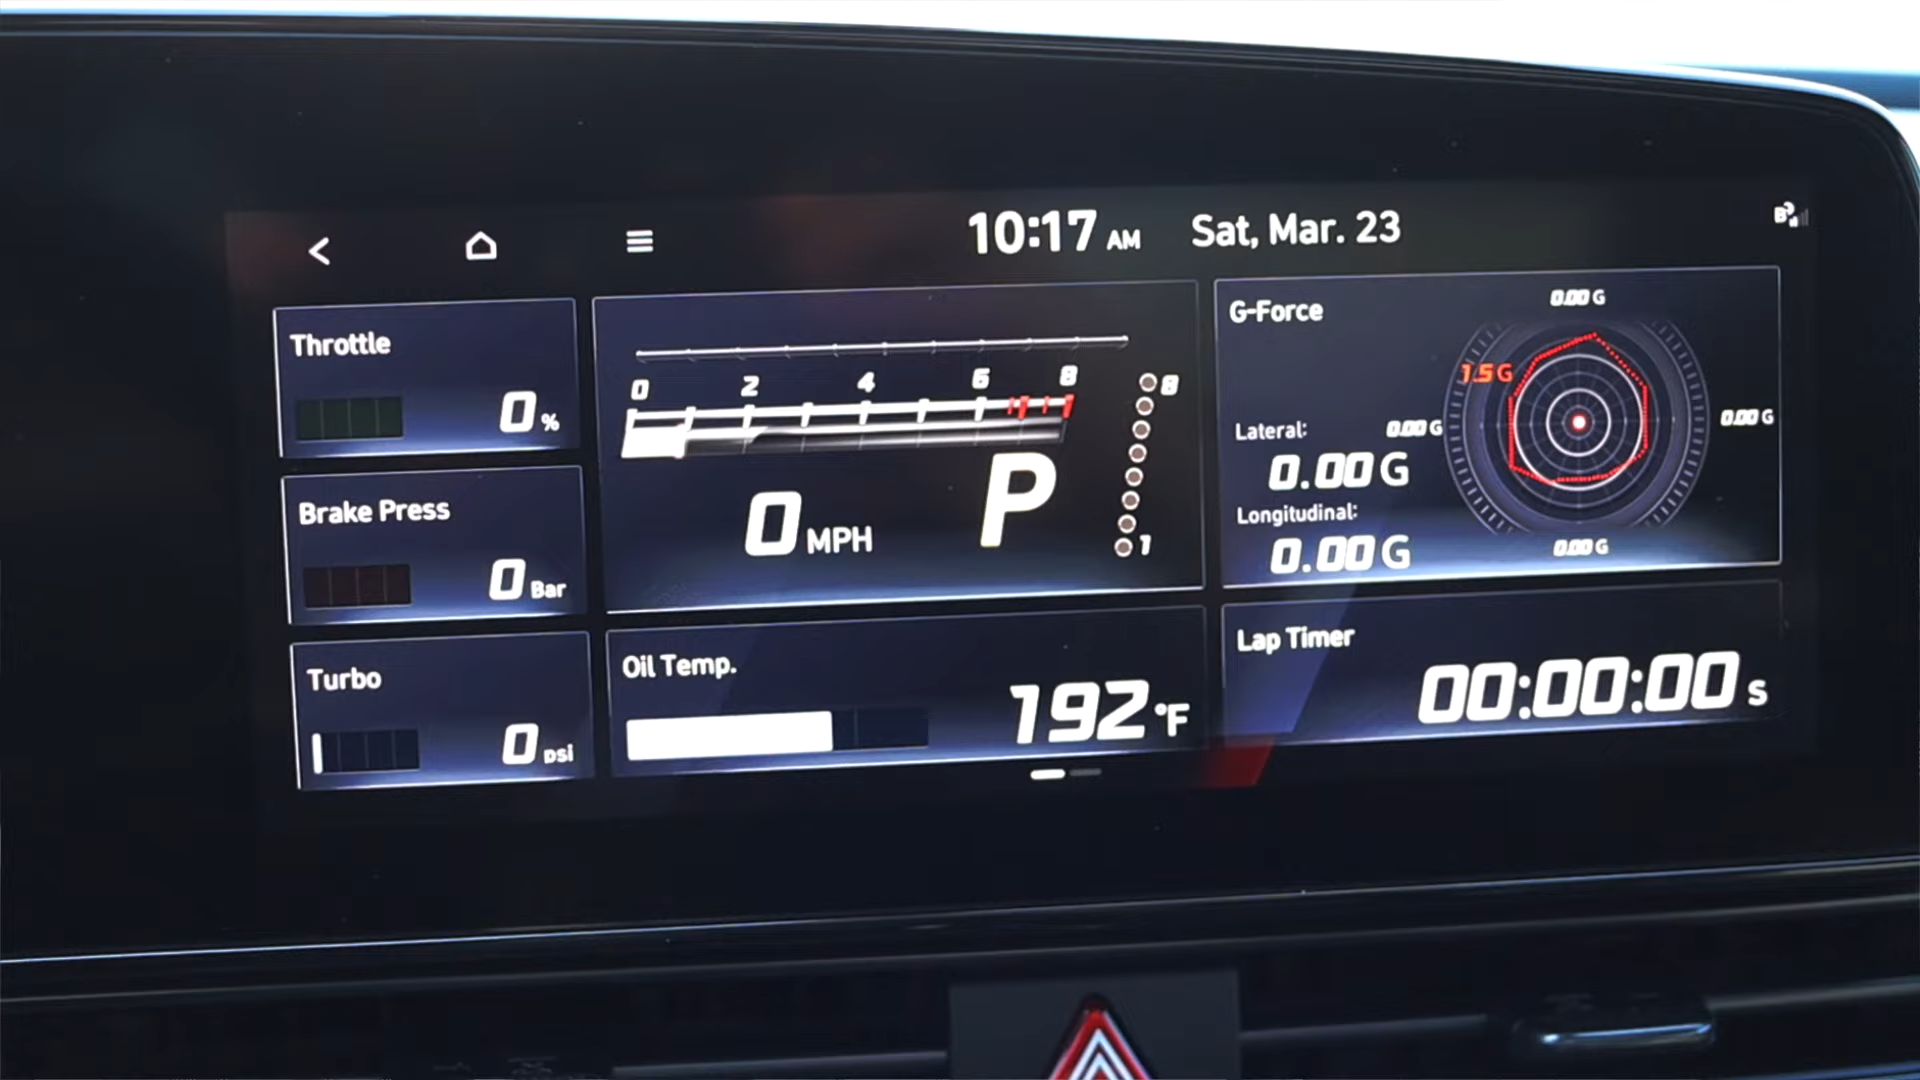 10:17 AM Sat, Mar. 23
Throttle
0 %
Brake Press
0 Bar
Turbo
0 psi
0 2 4 6 8
8
1
0 MPH P
Oil Temp.
192 °F
G-Force
0.00 G
1.5 G
Lateral: 0.00 G 0.00 G
0.00 G
Longitudinal:
0.00 G 0.00 G
Lap Timer
00:00:00 S